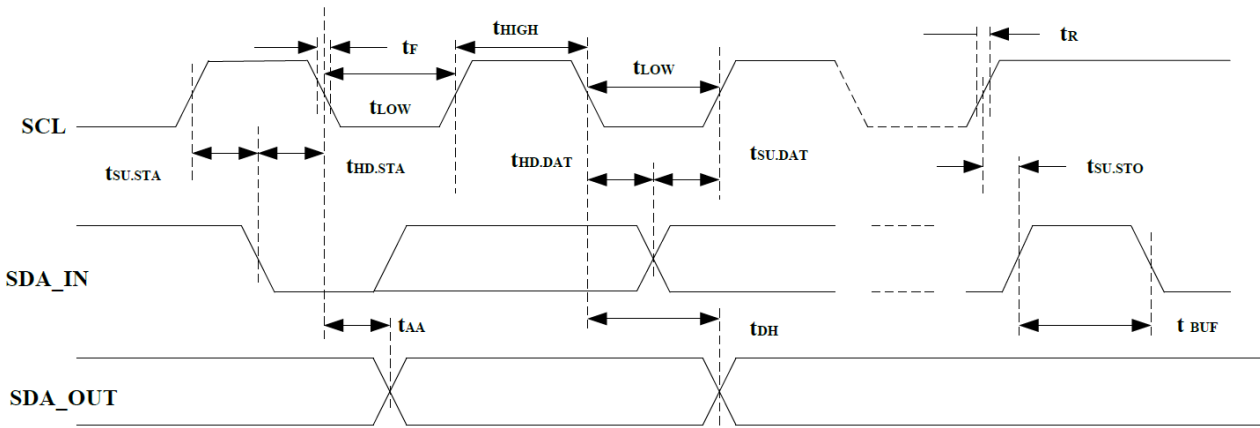 tF
tHIGH
tR
tLOW
tLOW
SCL
tSU.STA
tHD.STA
tHD.DAT
tSU.DAT
tSU.STO
SDA_IN
tAA
tDH
t BUF
SDA_OUT